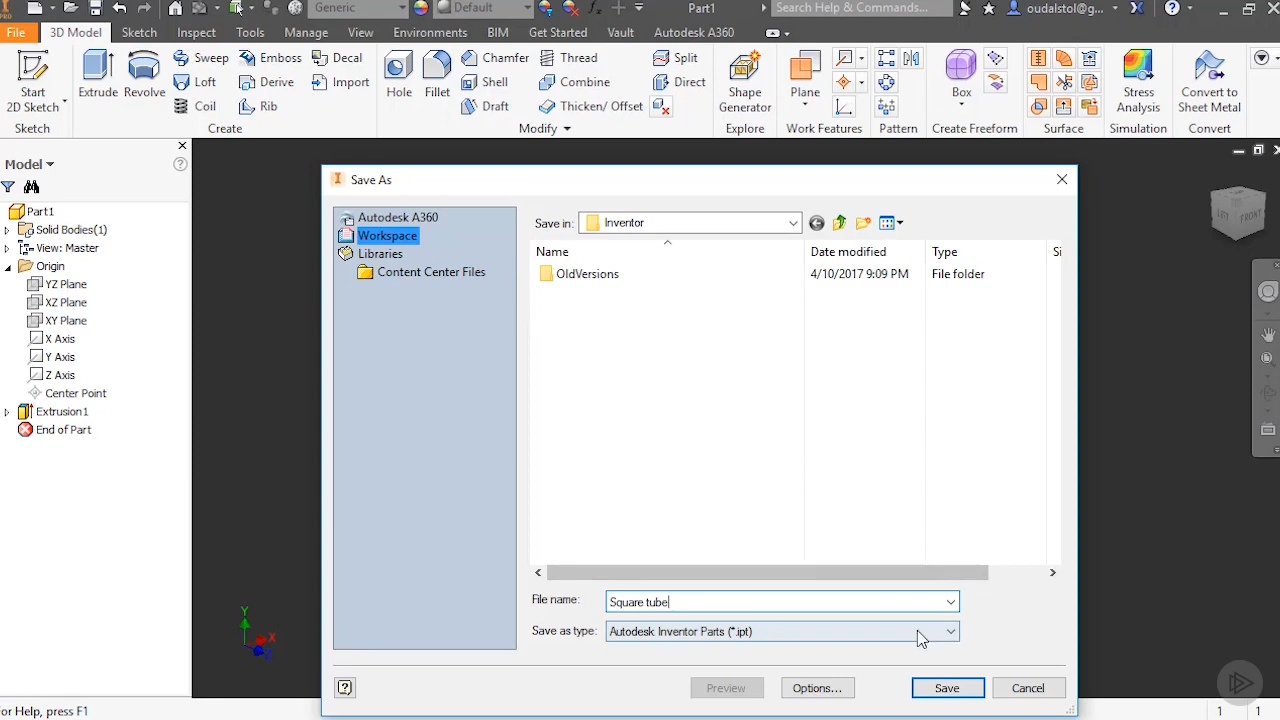 PRO
Generic
Default
Part1
Search Help & Commands...
oudalstol@g...
File
3D Model
Sketch
Inspect
Tools
Manage
View
Environments
BIM
Get Started
Vault
Autodesk A360
Start
2D Sketch
Extrude
Revolve
Sweep
Emboss
Decal
Loft
Derive
Import
Coil
Rib
Hole
Fillet
Chamfer
Thread
Split
Shell
Combine
Direct
Draft
Thicken/ Offset
Shape
Generator
Plane
Box
Stress
Analysis
Convert to
Sheet Metal
Sketch
Create
Modify
Explore
Work Features
Pattern
Create Freeform
Surface
Simulation
Convert
Model
Part1
Solid Bodies(1)
View: Master
Origin
YZ Plane
XZ Plane
XY Plane
X Axis
Y Axis
Z Axis
Center Point
Extrusion1
End of Part
Save As
Autodesk A360
Workspace
Libraries
Content Center Files
Save in:
Inventor
Name
Date modified
Type
Si
OldVersions
4/10/2017 9:09 PM
File folder
File name:
Square tube
Save as type:
Autodesk Inventor Parts (*.ipt)
Preview
Options...
Save
Cancel
FRONT
Y
X
Z
For Help, press F1
1
1